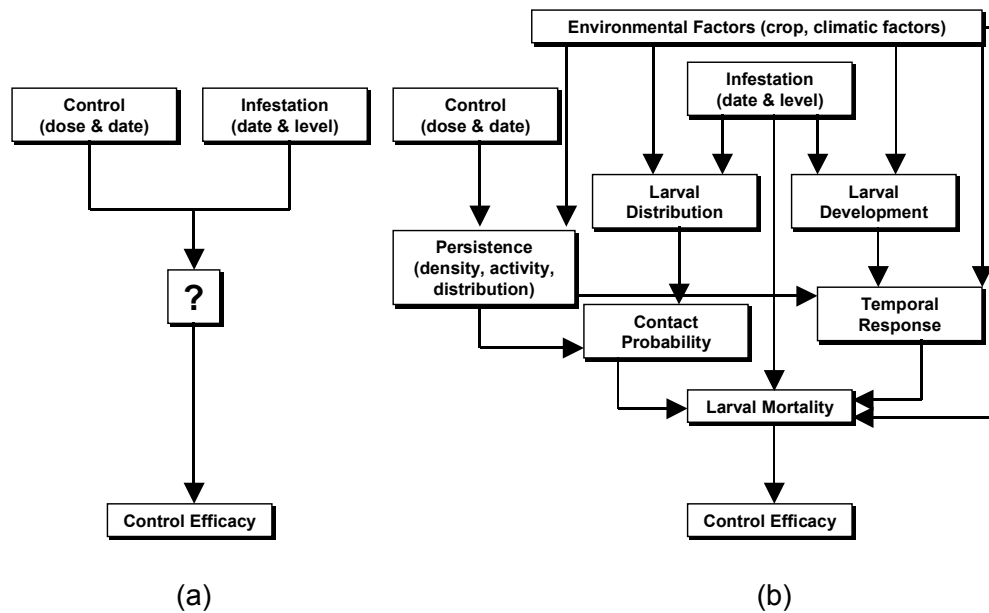 Control
(dose & date)
Infestation
(date & level)
?
Control Efficacy
(a)
Environmental Factors (crop, climatic factors)
Infestation
(date & level)
Control
(dose & date)
Larval
Distribution
Larval
Development
Persistence
(density, activity,
distribution)
Temporal
Response
Contact
Probability
Larval Mortality
Control Efficacy
(b)